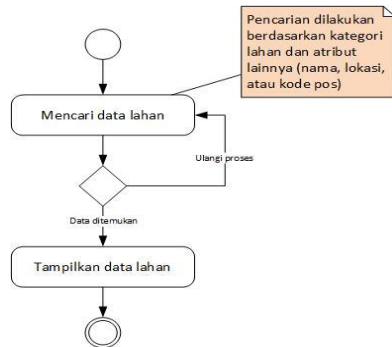 Pencarian dilakukan
berdasarkan kategori
lahan dan atribut
lainnya (nama, lokasi,
atau kode pos)
Mencari data lahan
Ulangi proses
Data ditemukan
Tampilkan data lahan